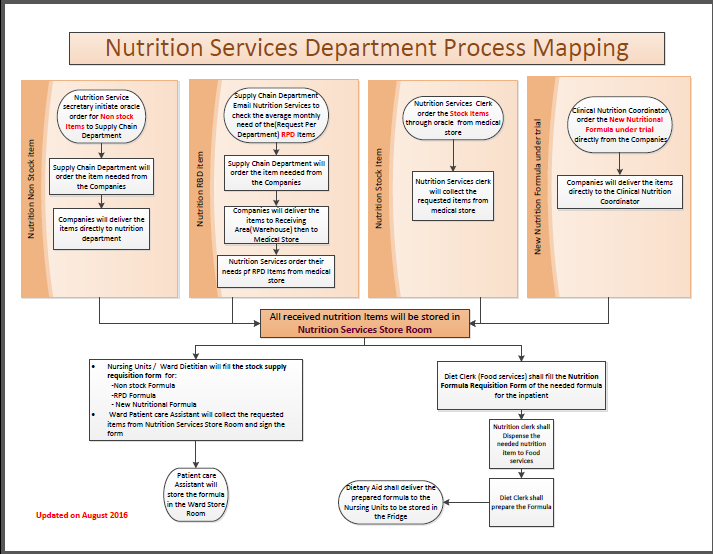 Nutrition Services Department Process Mapping
Nutrition Non Stock Item
Nutrition Service
secretary initiate oracle
order for Non stock
Items to Supply Chain
Department
Supply Chain Department will
order the item needed from
the Companies
Companies will deliver the
items directly to nutrition
department
Nutrition RBD Item
Supply Chain Department
Email Nutrition Services to
check the average monthly
need of the(Request Per
Department) RPD Items
Supply Chain Department will
order the item needed from
the Companies
Companies will deliver the
items to Receiving
Area(Warehouse) then to
Medical Store
Nutrition Services order their
needs pf RPD Items from medical
store
Nutrition Stock Item
Nutrition Services Clerk
order the Stock Items
through oracle from medical
store
Nutrition Services clerk
will collect the
requested items from
medical store
New Nutrition Formula under trial
Clinical Nutrition Coordinator
order the New Nutritional
Formula under trial
directly from the Companies
Companies will deliver the items
directly to the Clinical Nutrition
Coordinator
All received nutrition Items will be stored in
Nutrition Services Store Room
• Nursing Units / Ward Dietitian will fill the stock supply
requisition form for:
-Non stock Formula
-RPD Formula
- New Nutritional Formula
• Ward Patient care Assistant will collect the requested
items from Nutrition Services Store Room and sign the
form
Patient care
Assistant will
store the formula
in the Ward Store
Room
Diet Clerk (Food services) shall fill the Nutrition
Formula Requisition Form of the needed formula
for the inpatient
Nutrition clerk shall
Dispense the
needed nutrition
item to Food
services
Diet Clerk shall
prepare the Formula
Dietary Aid shall deliver the
prepared formula to the
Nursing Units to be stored in
the Fridge
Updated on August 2016